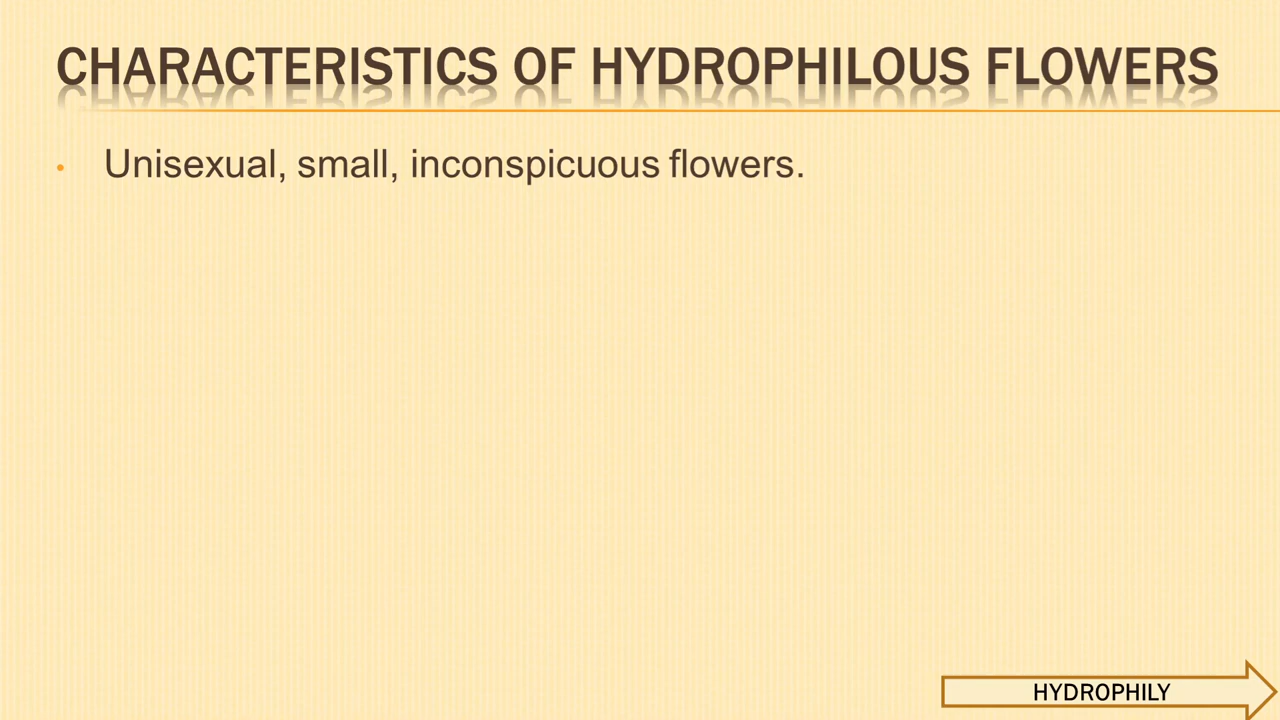 CHARACTERISTICS OF HYDROPHILOUS FLOWERS
• Unisexual, small, inconspicuous flowers.
HYDROPHILY